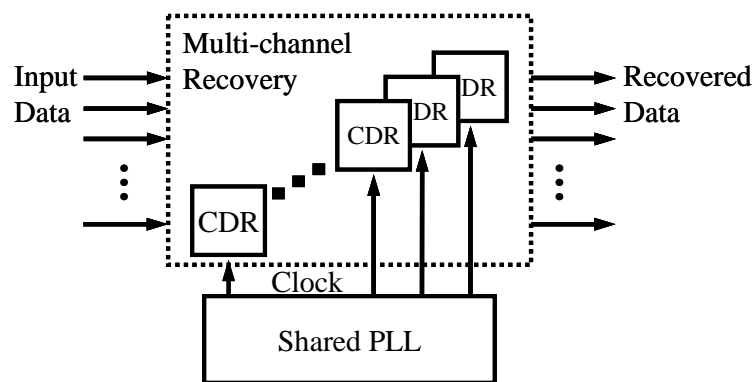 Multi-channel
Recovery
Input
Data
Recovered
Data
DR
DR
CDR
CDR
Clock
Shared PLL